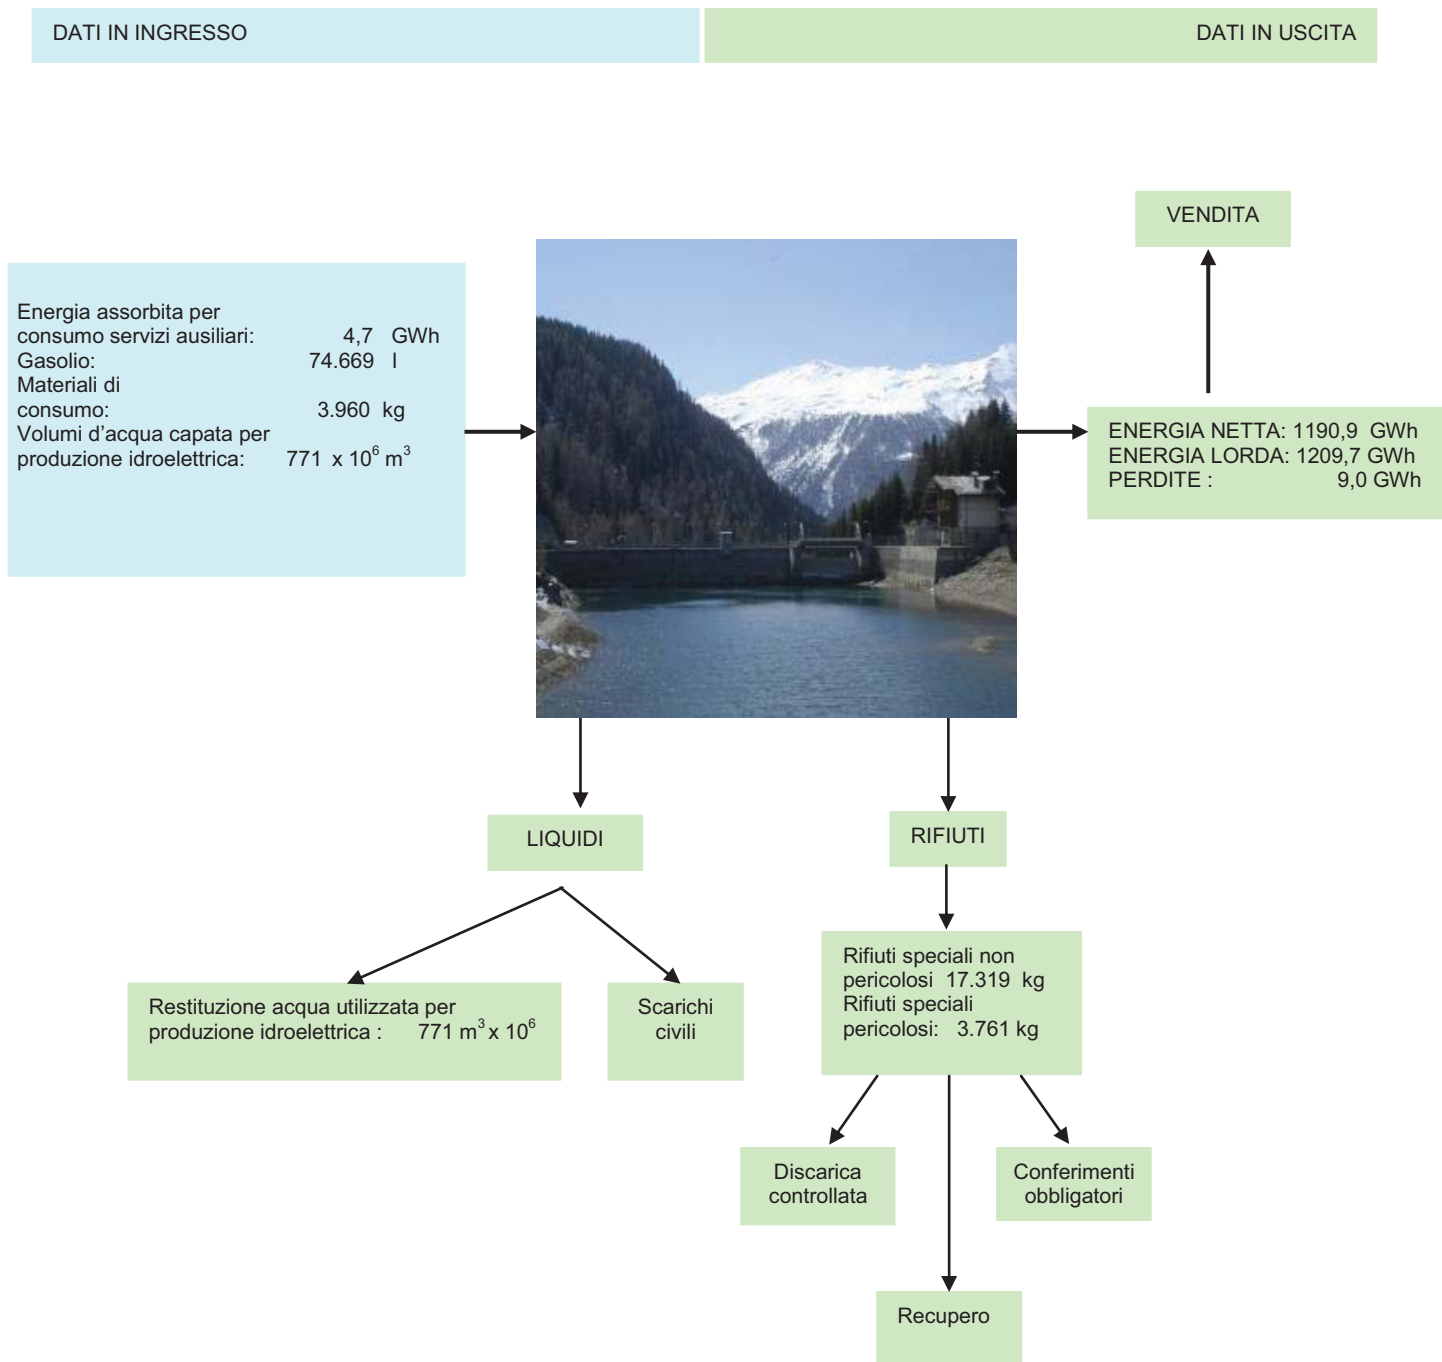 DATI IN INGRESSO
DATI IN USCITA
VENDITA
Energia assorbita per
consumo servizi ausiliari: 4,7 GWh
Gasolio: 74.669 l
Materiali di
consumo: 3.960 kg
Volumi d’acqua capata per
produzione idroelettrica: 771 x 10⁶ m³
ENERGIA NETTA: 1190,9 GWh
ENERGIA LORDA: 1209,7 GWh
PERDITE : 9,0 GWh
LIQUIDI
RIFIUTI
Restituzione acqua utilizzata per
produzione idroelettrica : 771 m³ x 10⁶
Scarichi
civili
Rifiuti speciali non
pericolosi 17.319 kg
Rifiuti speciali
pericolosi: 3.761 kg
Discarica
controllata
Conferimenti
obbligatori
Recupero